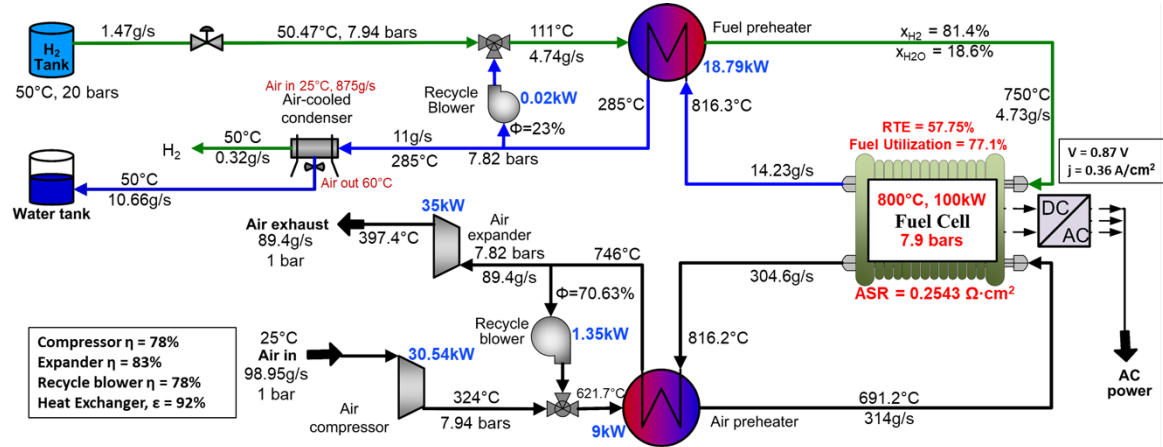 1.47g/s
50.47°C, 7.94 bars
111°C
4.74g/s
Fuel preheater
xH2 = 81.4%
xH2O = 18.6%
H2
Tank
50°C, 20 bars
Air in 25°C, 875g/s
Air-cooled
condenser
Recycle
Blower
0.02kW
18.79kW
285°C
816.3°C
750°C
4.73g/s
Φ=23%
RTE = 57.75%
Fuel Utilization = 77.1%
V = 0.87 V
j = 0.36 A/cm2
H2
50°C
0.32g/s
11g/s
285°C
7.82 bars
14.23g/s
800°C, 100kW
Fuel Cell
7.9 bars
DC
AC
50°C
10.66g/s
Air out 60°C
Water tank
35kW
Air
expander
Air exhaust
89.4g/s
1 bar
397.4°C
7.82 bars
89.4g/s
746°C
304.6g/s
ASR = 0.2543 Ω·cm2
Φ=70.63%
Compressor η = 78%
Expander η = 83%
Recycle blower η = 78%
Heat Exchanger, ε = 92%
25°C
Air in
98.95g/s
1 bar
30.54kW
Recycle
blower
1.35kW
816.2°C
AC
power
324°C
7.94 bars
621.7°C
691.2°C
314g/s
Air
compressor
9kW
Air preheater